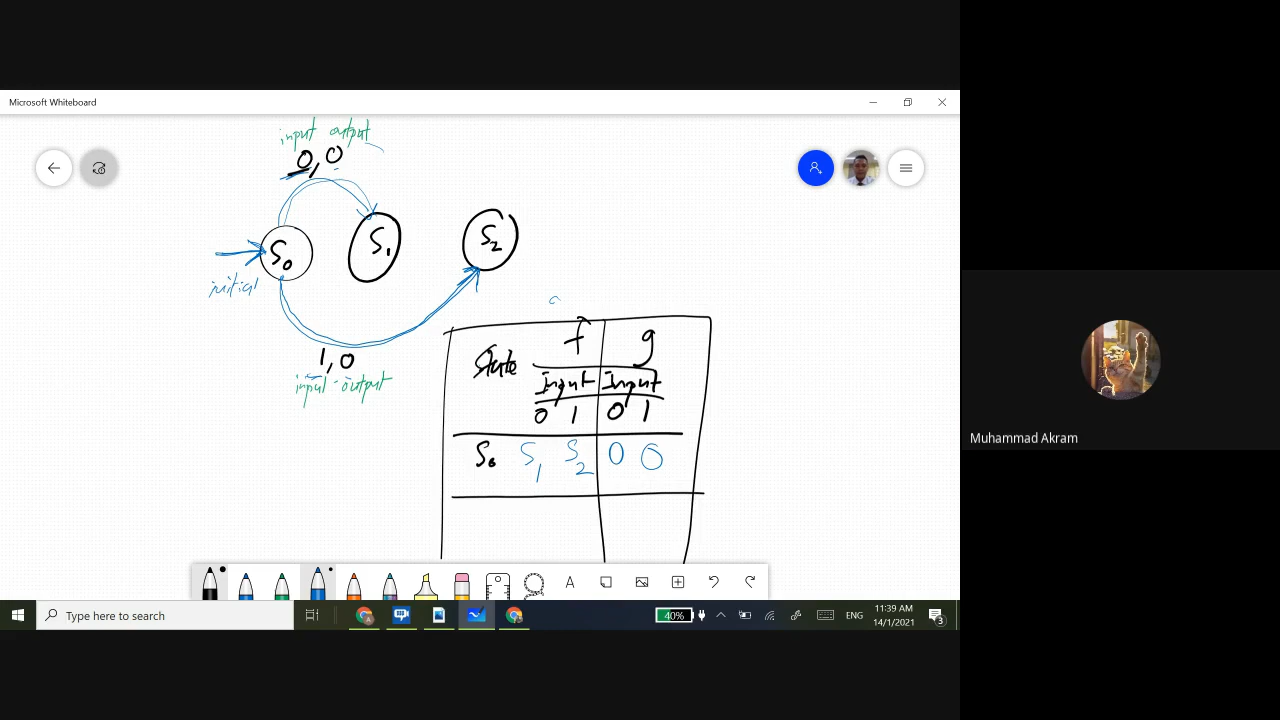 Microsoft Whiteboard
input output
0,0
S0
S1
S2
initial
1,0
input output
State
f
g
Input
Input
0 1 0 1
S0 S1 S2 0 0
Muhammad Akram
A
Type here to search
40%
ENG
11:39 AM
14/1/2021
3